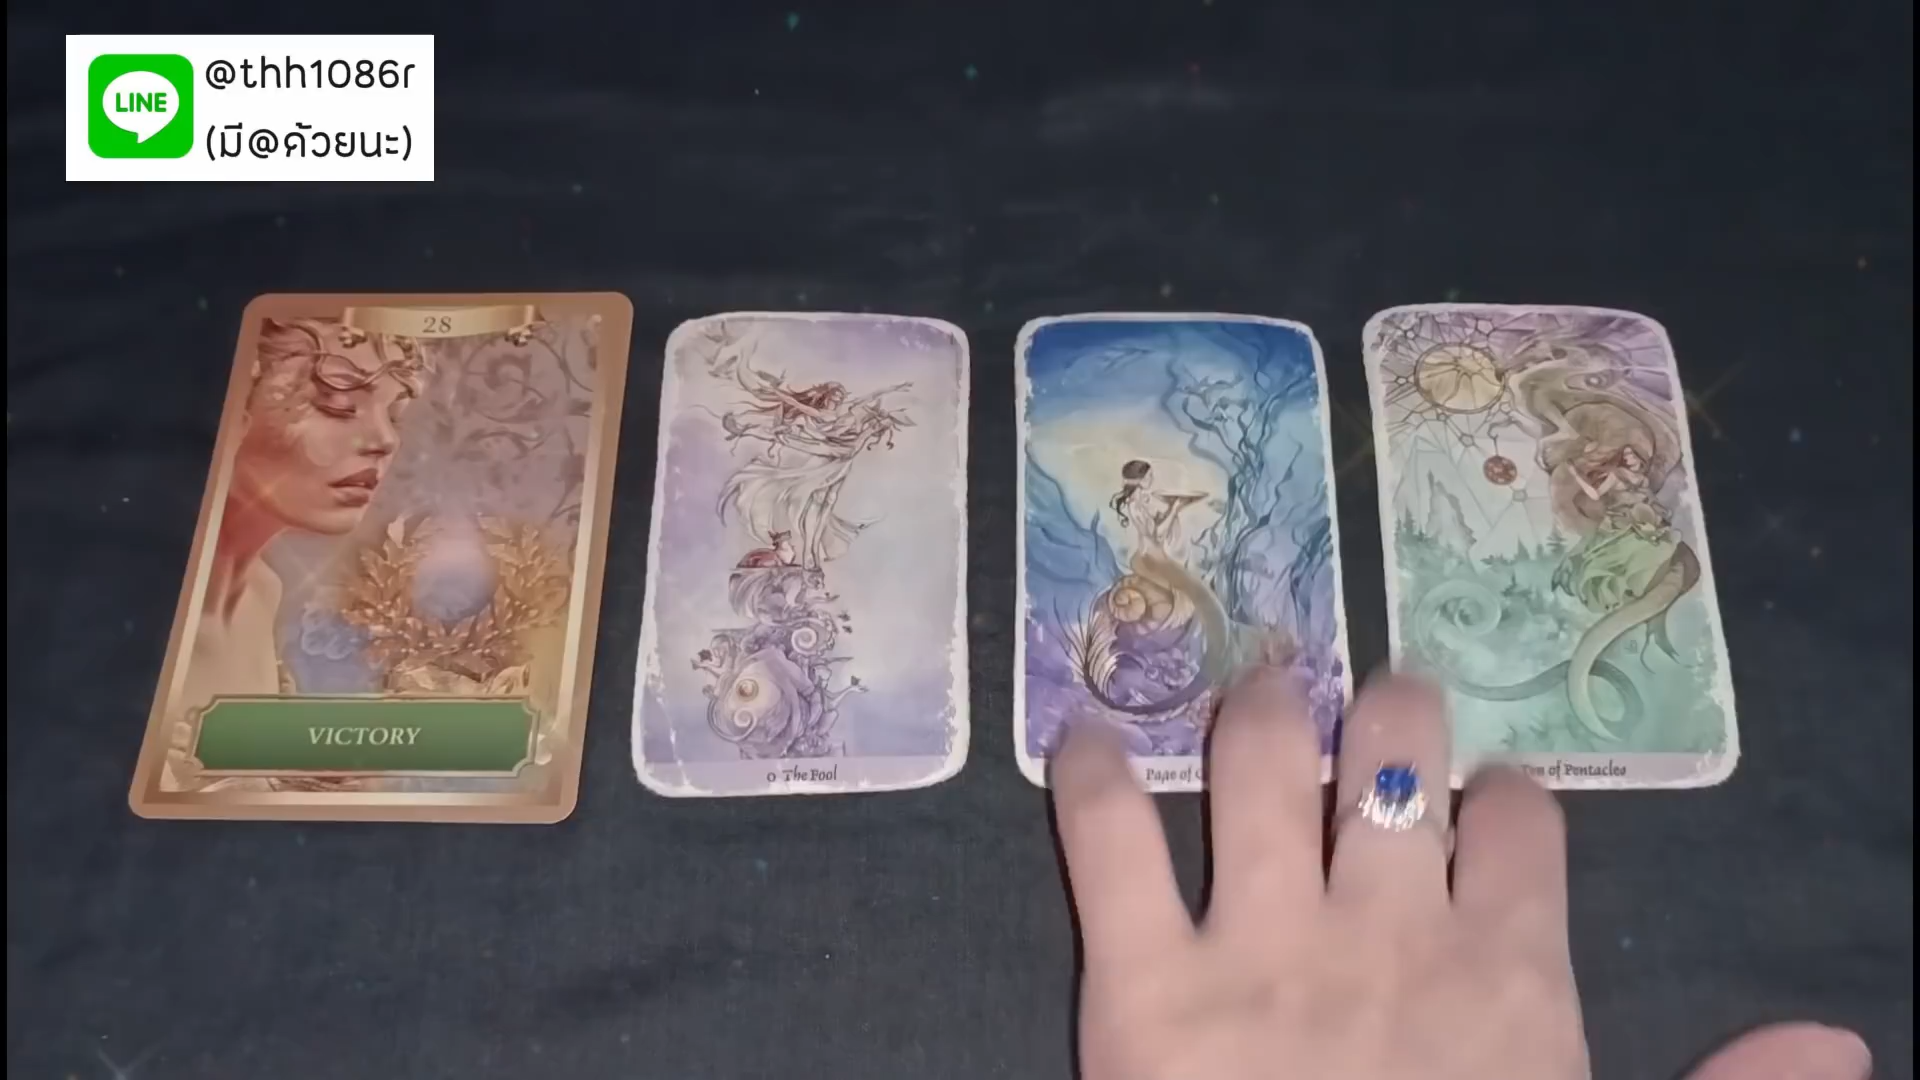 LINE
@thh1086r
(มี@ด้วยนะ)
28
VICTORY
0 The Fool
Page of
Ten of Pentacles